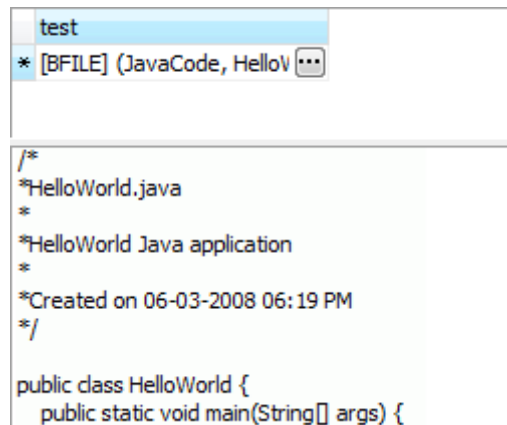 test
* [BFILE] (JavaCode, Hello
/*
*HelloWorld.java
*
*HelloWorld Java application
*
*Created on 06-03-2008 06:19 PM
*/
public class HelloWorld {
public static void main(String[] args) {